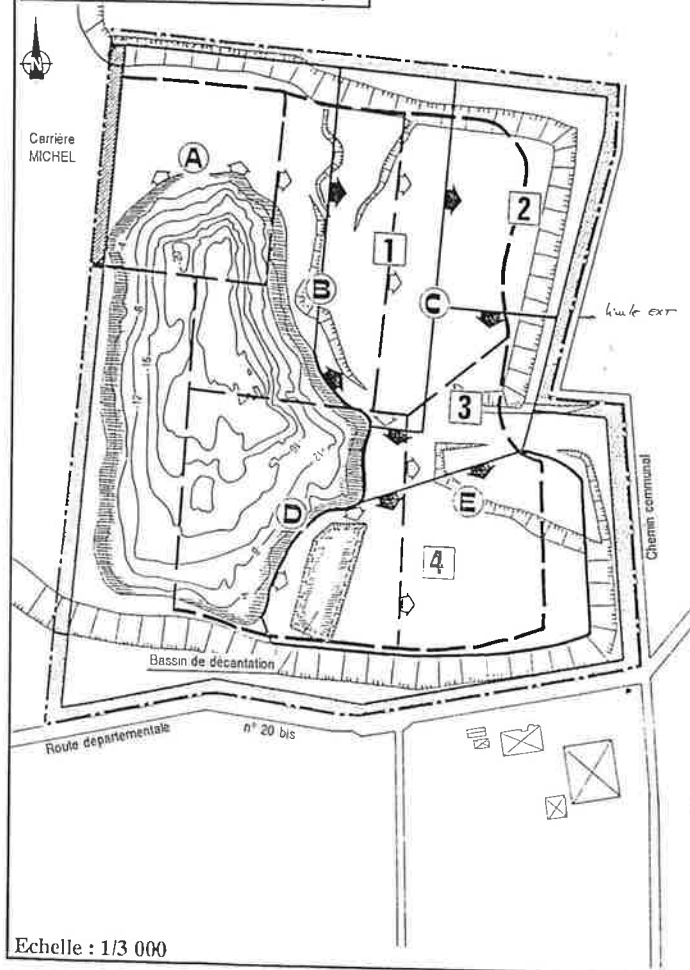 N
Carrière
MICHEL
A
2
1
B
C
limite EXT
3
D
E
4
Chemin communal
Bassin de décantation
Route départementale n° 20 bis
Echelle : 1/3 000